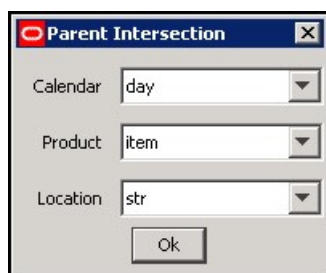 Parent Intersection
Calendar day
Product item
Location str
Ok